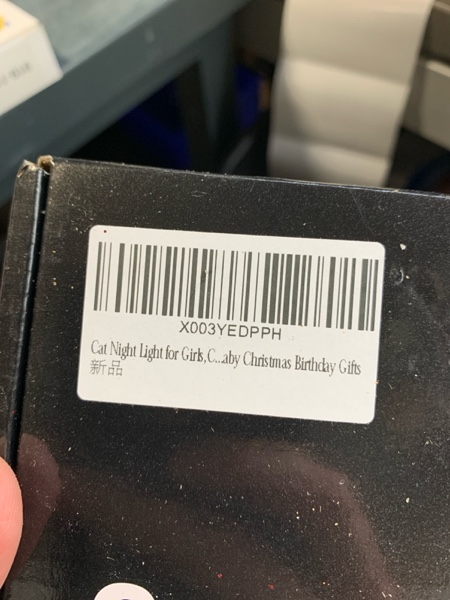 X003YEDPPH
Cat Night Light for Girls,C...aby Christmas Birthday Gifts
新品